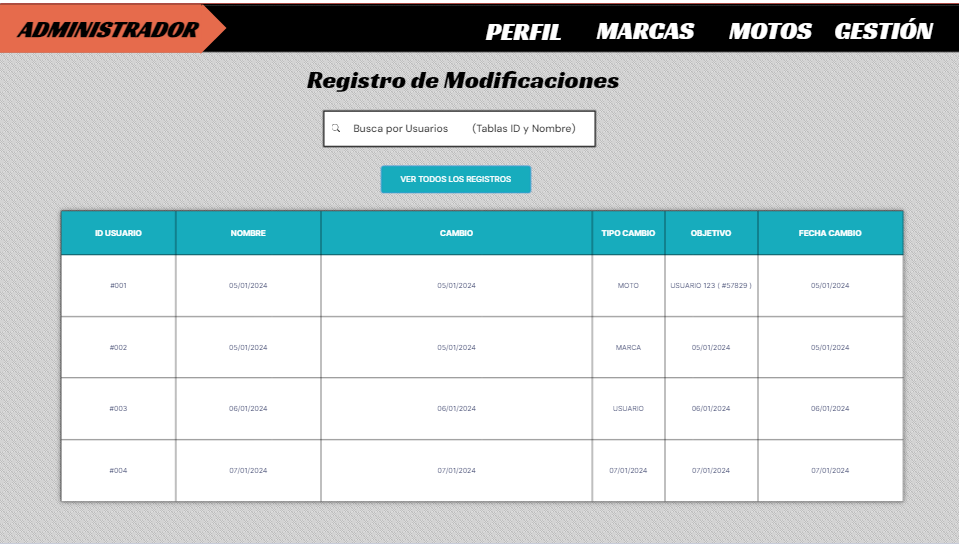 ADMINISTRADOR PERFIL MARCAS MOTOS GESTIÓN
Registro de Modificaciones
Busca por Usuarios (Tablas ID y Nombre)
VER TODOS LOS REGISTROS
ID USUARIO NOMBRE CAMBIO TIPO CAMBIO OBJETIVO FECHA CAMBIO
#001 05/01/2024 05/01/2024 MOTO USUARIO 123 ( #57829 ) 05/01/2024
#002 05/01/2024 05/01/2024 MARCA 05/01/2024 05/01/2024
#003 06/01/2024 06/01/2024 USUARIO 06/01/2024 06/01/2024
#004 07/01/2024 07/01/2024 07/01/2024 07/01/2024 07/01/2024